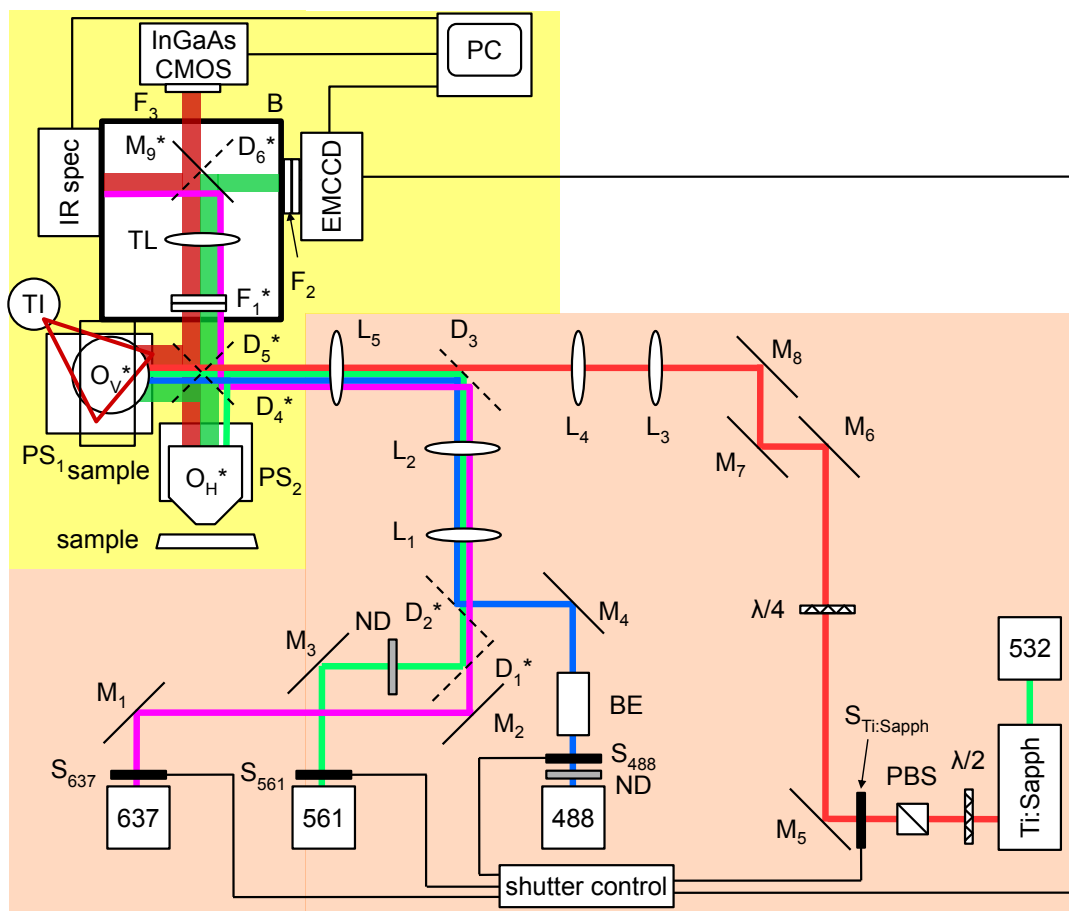 InGaAs
CMOS
PC
F3
B
M9*
D6*
IR spec
EMCCD
TL
F2
F1*
TI
D5*
L5
D3
M8
OV*
D4*
L4
L3
M6
M7
PS1
sample
L2
OH*
PS2
L1
sample
λ/4
M4
D2*
ND
M3
532
D1*
M1
BE
M2
STi:Sapph
S488
λ/2
S637
S561
PBS
ND
Ti:Sapph
637
561
488
M5
shutter control